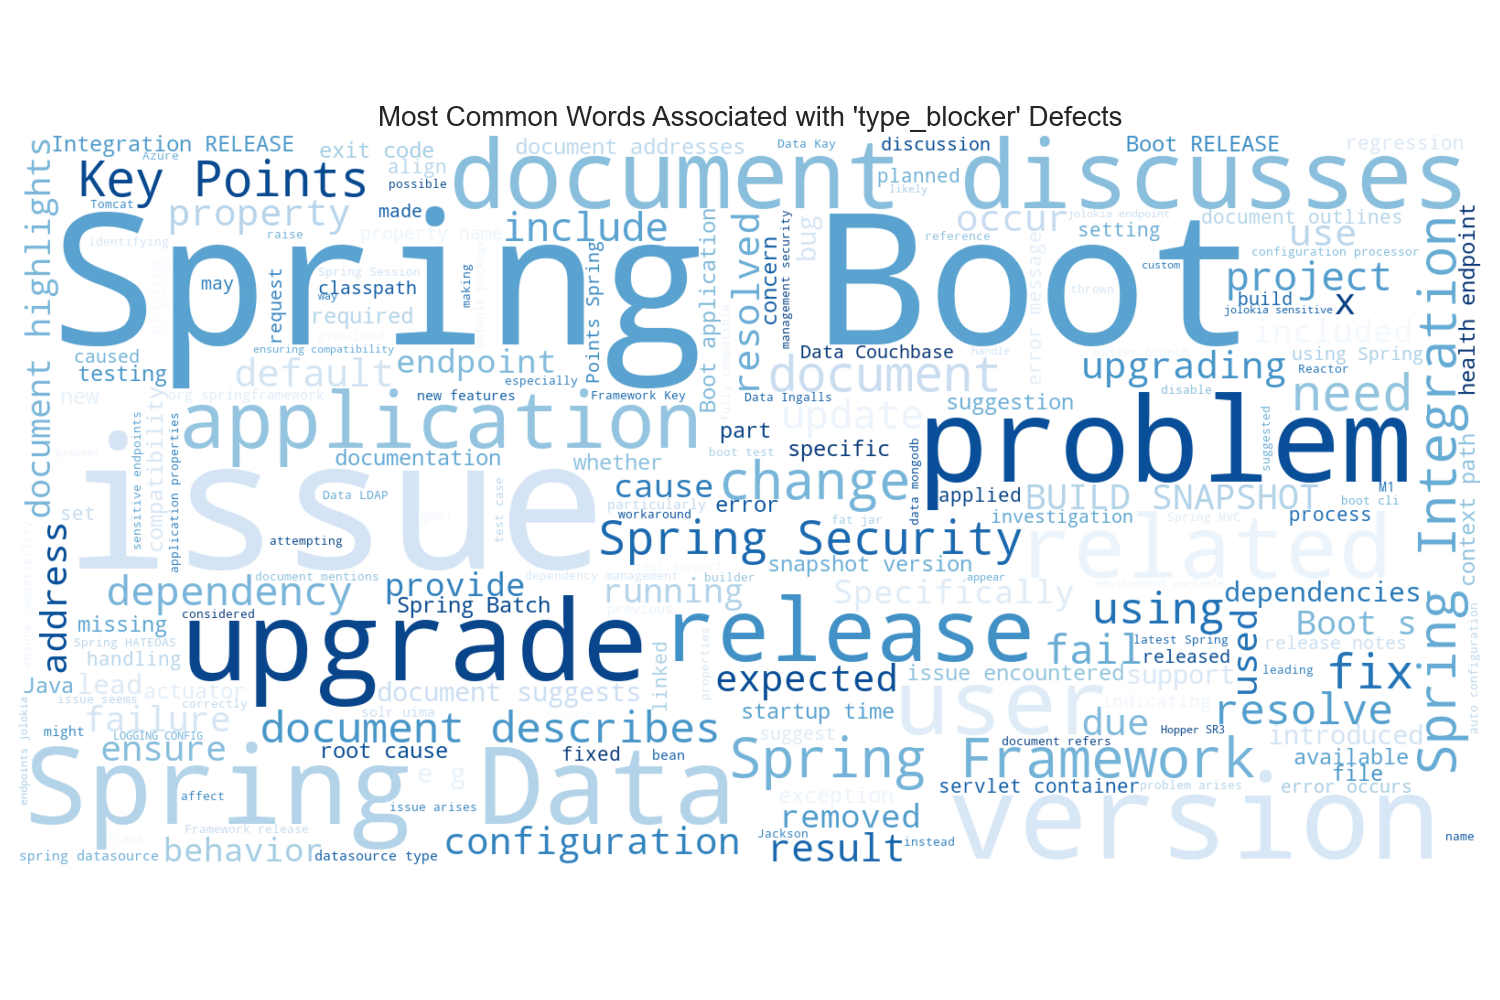 Most Common Words Associated with 'type_blocker' Defects
Integration RELEASE
Azure
exit code
align
possible
document addresses
Data Kay
discussion
planned
likely
Boot RELEASE
regression
document highlights
Key Points
Tomcat
document
discusses
property
made
property name
include
identifying
raise
Spring Boot
occur
jolokia endpoint
document outlines
setting
use
reference
configuration processor
custom
may
request
Spring Session
classpath
way
required
provided
making
default package
Points Spring
Boot application
resolved
concern
management security
bug
error message
thrown
project
build
jolokia sensitive
x
included
health endpoint
Spring Integration
caused
testing
new
ensuring compatibility
default
endpoint
especially
fully compatible
Data Couchbase
handle
document
upgrading
using Spring
Reactor
disable
need
org springframework
new features
Framework Key
Data Ingalls
update
suggestion
application
part
specific
problem
suggested
present
compatibility
sensitive endpoints
application properties
documentation
whether
boot test
issue
Data LDAP
goal
test case
particularly
cause
change
error
data mongodb
applied
BUILD SNAPSHOT
M1
boot cli
context path
set
attempting
workaround
fat jar
investigation
Spring MVC
process
address
Spring Security
snapshot version
related
ensure compatibility
dependency
document mentions
provide
dependency management
test support
running
previous
builder
appear
Specifically
environment variable
considered
Spring Batch
upgrade
release
using
dependencies
missing
Spring HATEOAS
handling
Boot s
latest Spring
released
release notes
used
auto configuration
Java
issue seems
lead
actuator
correctly
document suggests
solr uima
linked
properties
expected
issue encountered
fail
support
indicating
leading
fix
failure
might
LOGGING CONFIG
startup time
suggest
user
due
resolve
ensure
document describes
root cause
fixed
bean
document refers
Hopper SR3
introduced
available
file
endpoints jolokia
Spring Data
e g
affect
issue arises
Spring Framework
exception
servlet container
problem arises
error occurs
version
track
Framework release
removed
spring datasource
behavior
datasource type
configuration
Jackson
result
instead
name